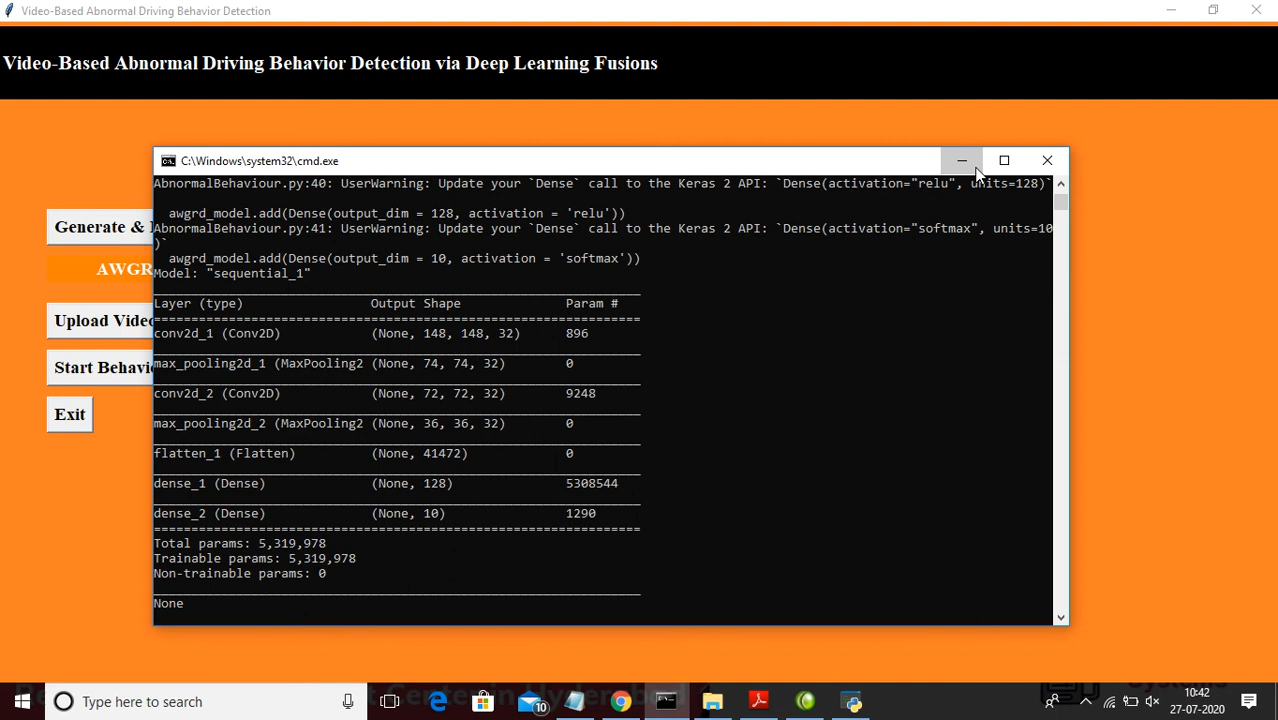 Video-Based Abnormal Driving Behavior Detection
Video-Based Abnormal Driving Behavior Detection via Deep Learning Fusions
Generate &
AWGR
Upload Video
Start Behavi
Exit
C:\Windows\system32\cmd.exe
AbnormalBehaviour.py:40: UserWarning: Update your `Dense` call to the Keras 2 API: `Dense(activation="relu", units=128)`
awgrd_model.add(Dense(output_dim = 128, activation = 'relu'))
AbnormalBehaviour.py:41: UserWarning: Update your `Dense` call to the Keras 2 API: `Dense(activation="softmax", units=10
)`
awgrd_model.add(Dense(output_dim = 10, activation = 'softmax'))
Model: "sequential_1"
Layer (type) Output Shape Param #
=================================================================
conv2d_1 (Conv2D) (None, 148, 148, 32) 896
max_pooling2d_1 (MaxPooling2 (None, 74, 74, 32) 0
conv2d_2 (Conv2D) (None, 72, 72, 32) 9248
max_pooling2d_2 (MaxPooling2 (None, 36, 36, 32) 0
flatten_1 (Flatten) (None, 41472) 0
dense_1 (Dense) (None, 128) 5308544
dense_2 (Dense) (None, 10) 1290
=================================================================
Total params: 5,319,978
Trainable params: 5,319,978
Non-trainable params: 0
None
Type here to search
10
10:42
27-07-2020